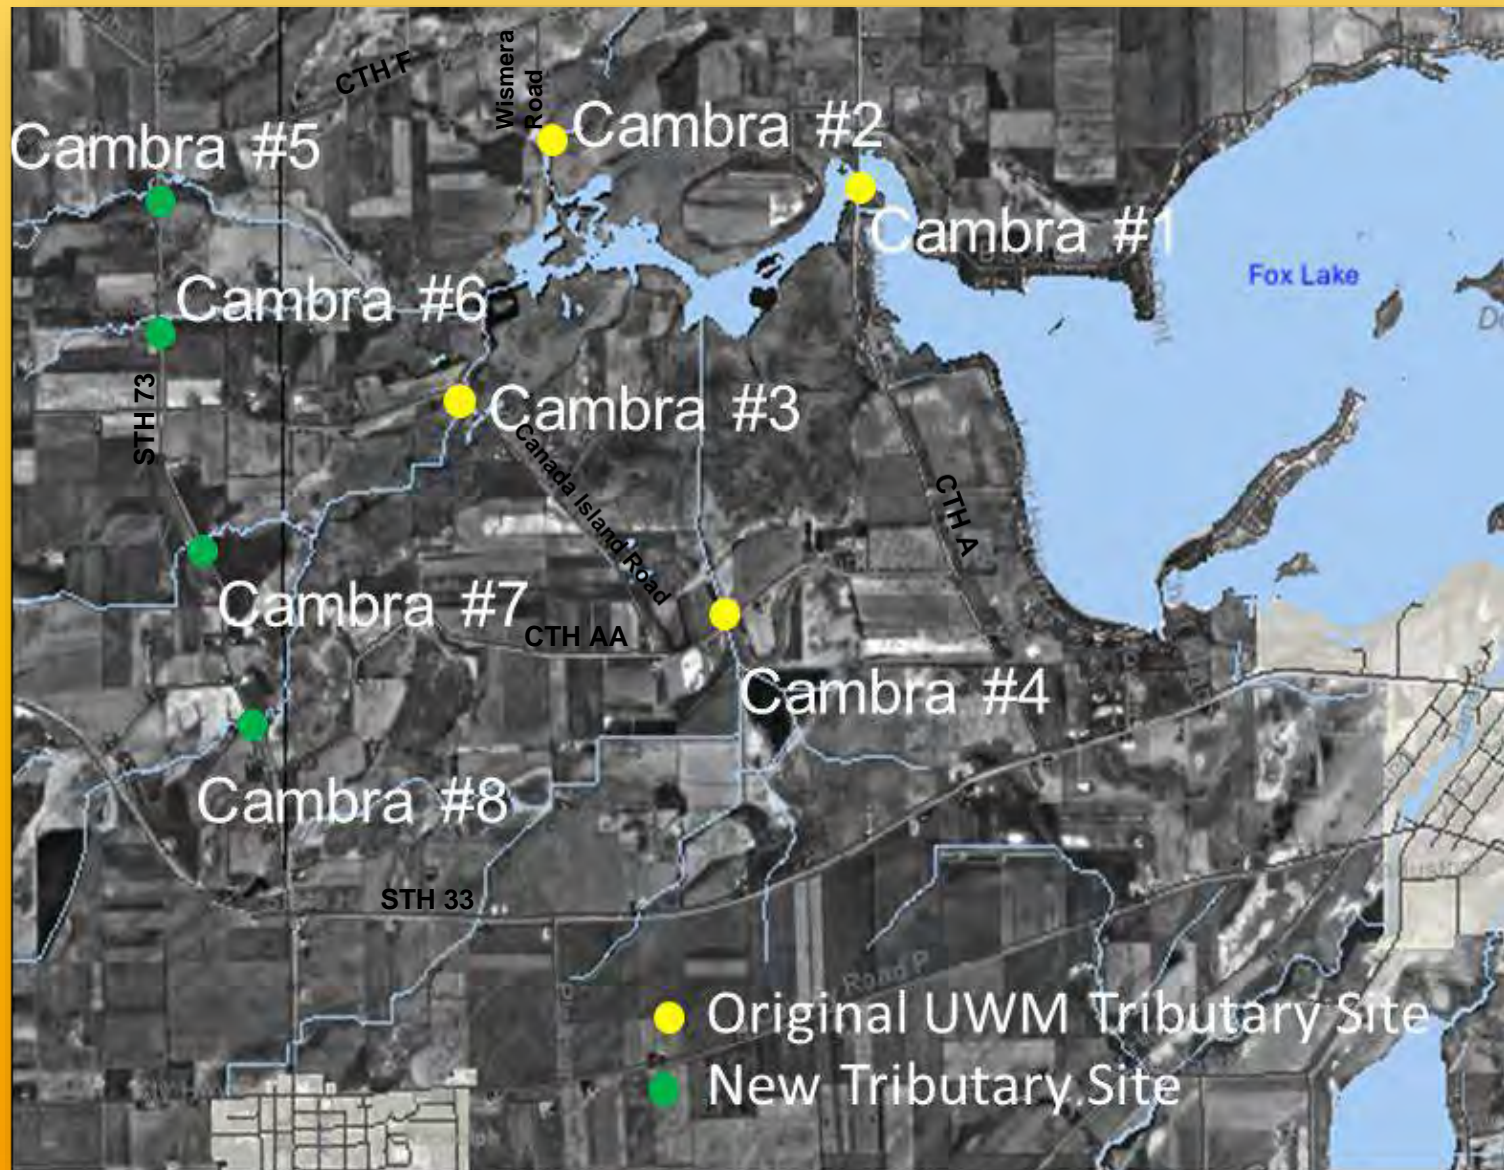 CTH F
Wismera
Road
Cambra #2
Cambra #5
Cambra #1
Fox Lake
Cambra #6
STH 73
Cambra #3
Canada Island Road
CTH A
Cambra #7
CTH AA
Cambra #4
Cambra #8
STH 33
Road P
Original UWM Tributary Site
New Tributary Site